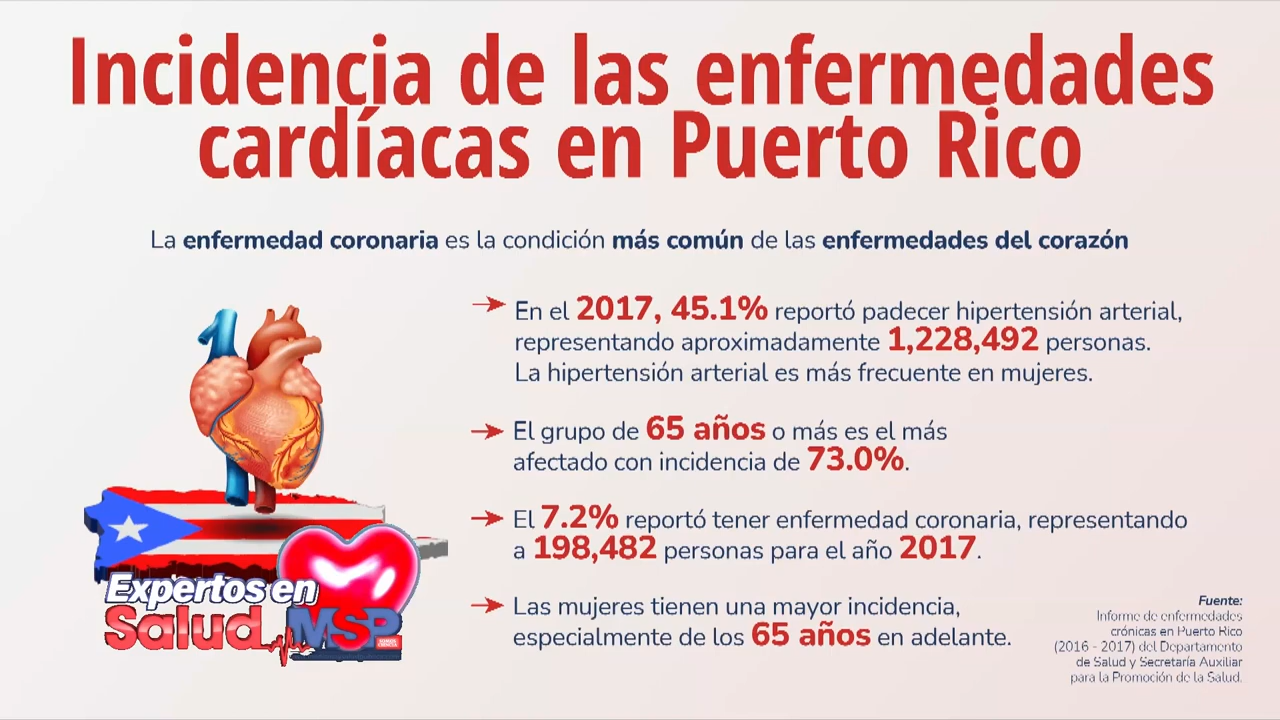 Incidencia de las enfermedades
cardíacas en Puerto Rico
La enfermedad coronaria es la condición más común de las enfermedades del corazón
En el 2017, 45.1% reportó padecer hipertensión arterial,
representando aproximadamente 1,228,492 personas.
La hipertensión arterial es más frecuente en mujeres.
El grupo de 65 años o más es el más
afectado con incidencia de 73.0%.
El 7.2% reportó tener enfermedad coronaria, representando
a 198,482 personas para el año 2017.
Las mujeres tienen una mayor incidencia,
especialmente de los 65 años en adelante.
Expertos en
Salud MSP
SOMOS
CIENCIA
Fuente:
Informe de enfermedades
crónicas en Puerto Rico
(2016 - 2017) del Departamento
de Salud y Secretaría Auxiliar
para la Promoción de la Salud.